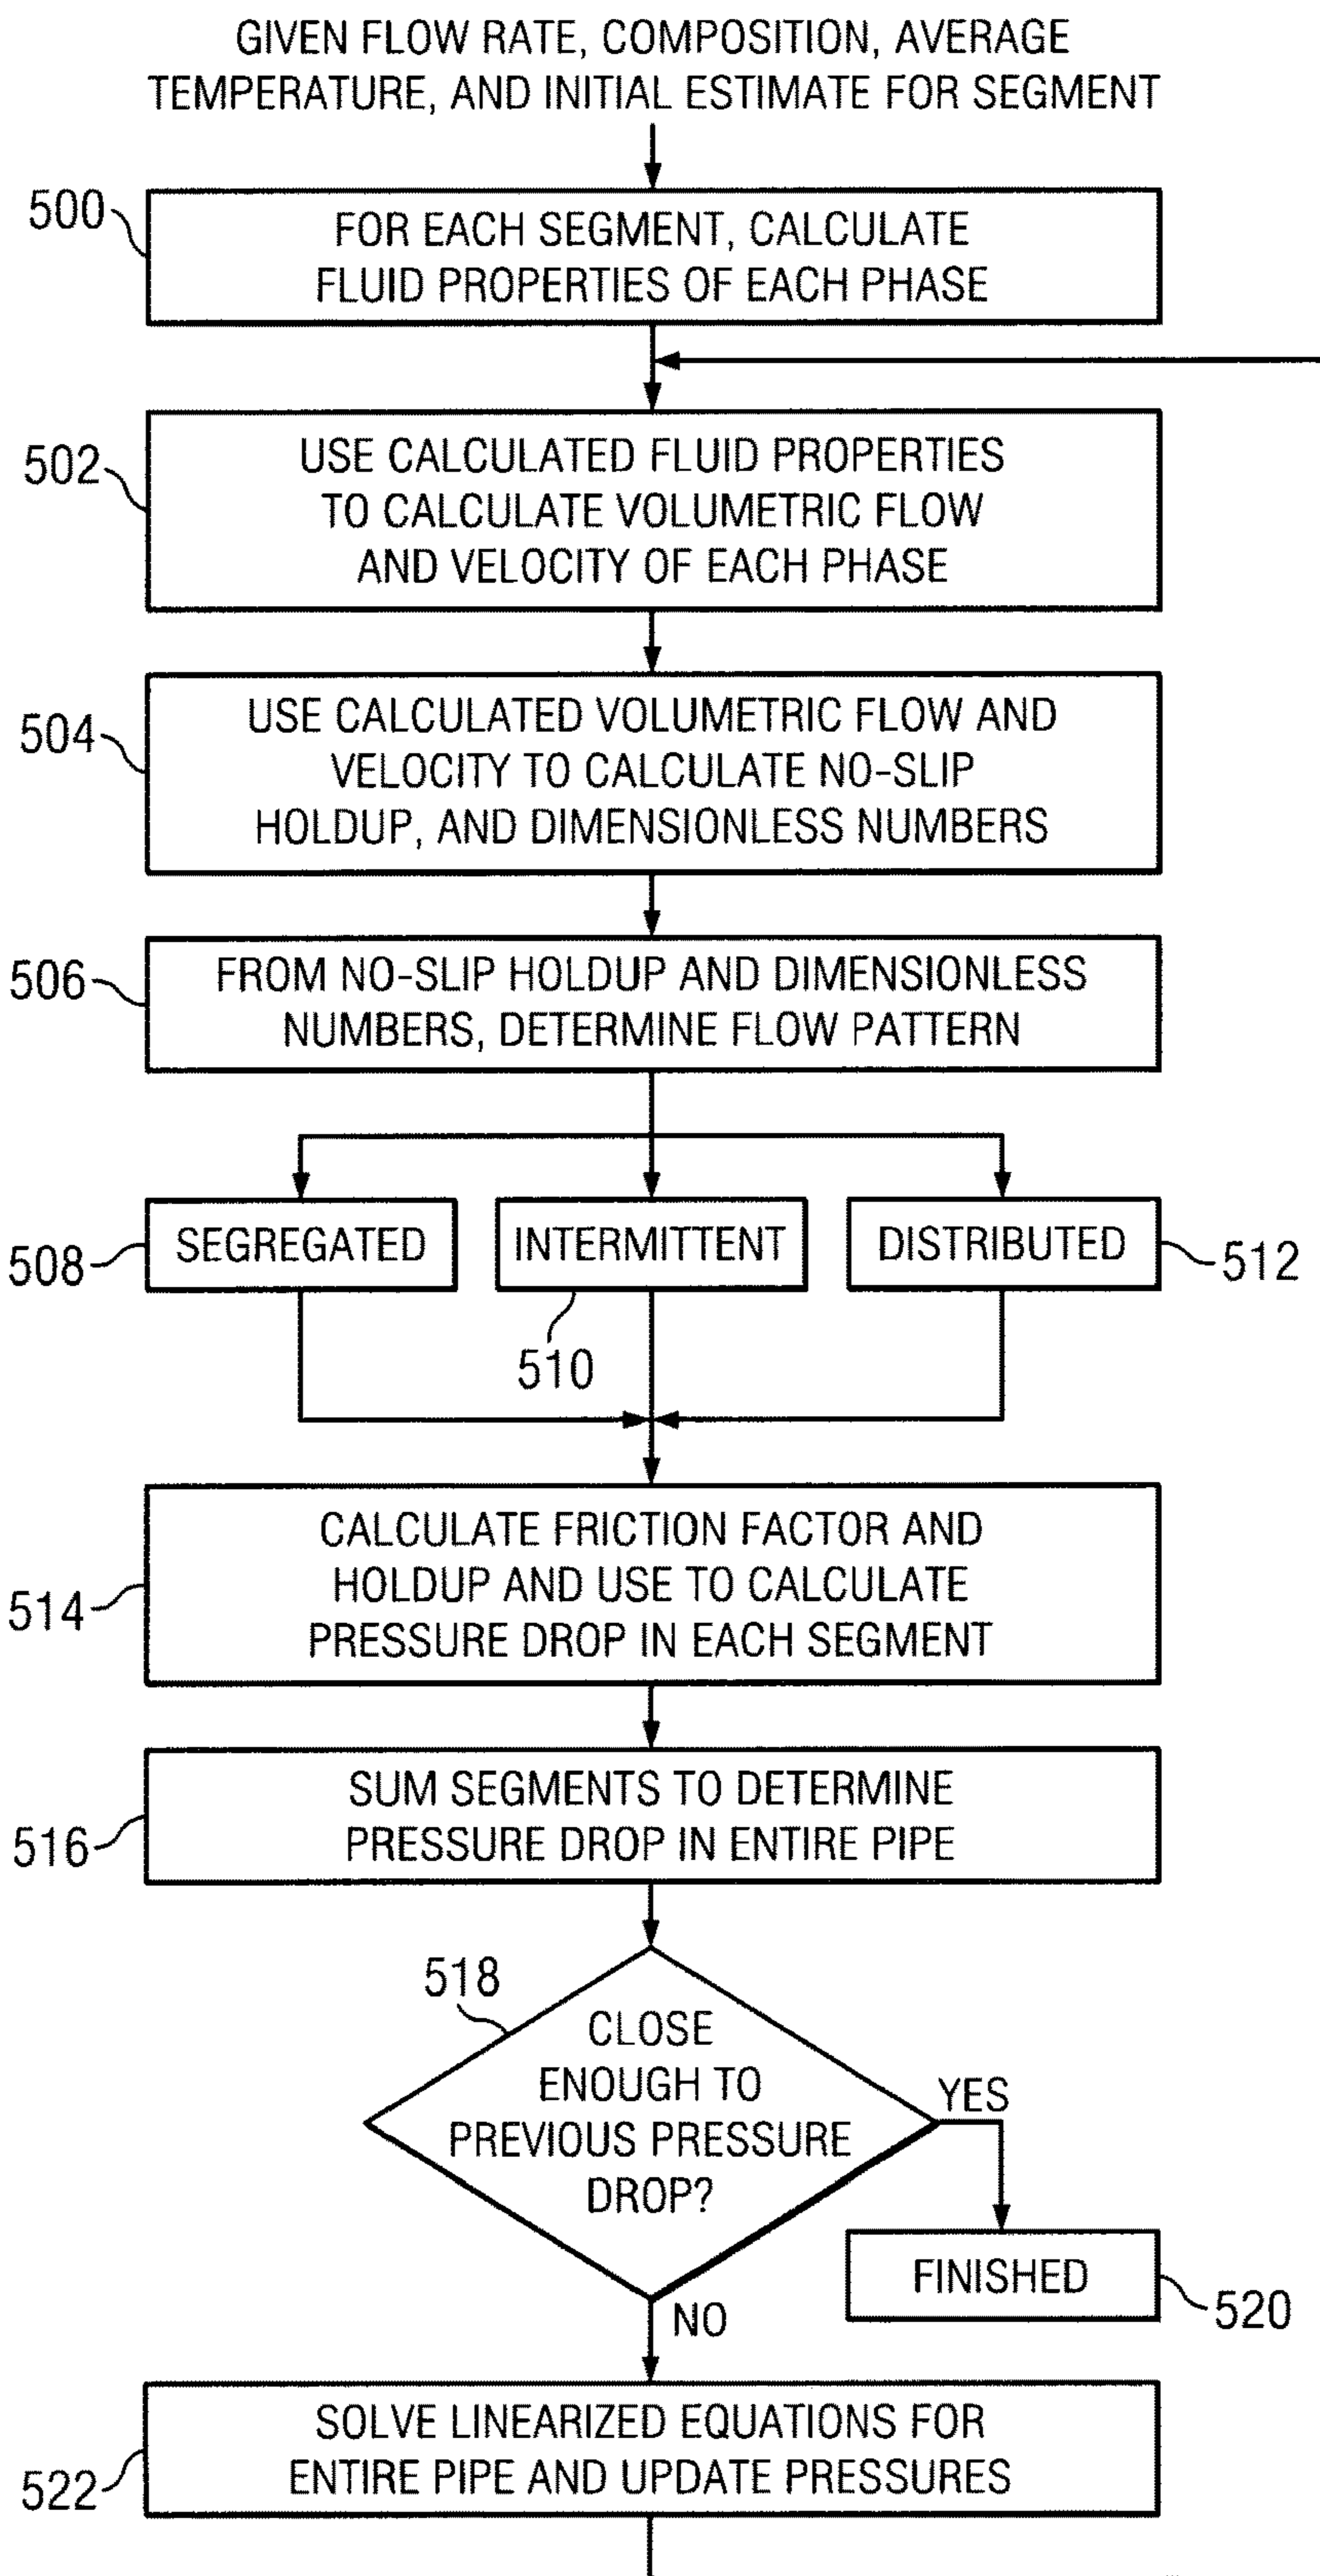 GIVEN FLOW RATE, COMPOSITION, AVERAGE
TEMPERATURE, AND INITIAL ESTIMATE FOR SEGMENT
500
FOR EACH SEGMENT, CALCULATE
FLUID PROPERTIES OF EACH PHASE
502
USE CALCULATED FLUID PROPERTIES
TO CALCULATE VOLUMETRIC FLOW
AND VELOCITY OF EACH PHASE
504
USE CALCULATED VOLUMETRIC FLOW AND
VELOCITY TO CALCULATE NO-SLIP
HOLDUP, AND DIMENSIONLESS NUMBERS
506
FROM NO-SLIP HOLDUP AND DIMENSIONLESS
NUMBERS, DETERMINE FLOW PATTERN
508
SEGREGATED
INTERMITTENT
DISTRIBUTED
512
510
514
CALCULATE FRICTION FACTOR AND
HOLDUP AND USE TO CALCULATE
PRESSURE DROP IN EACH SEGMENT
516
SUM SEGMENTS TO DETERMINE
PRESSURE DROP IN ENTIRE PIPE
518
CLOSE
ENOUGH TO
PREVIOUS PRESSURE
DROP?
YES
FINISHED
520
NO
522
SOLVE LINEARIZED EQUATIONS FOR
ENTIRE PIPE AND UPDATE PRESSURES